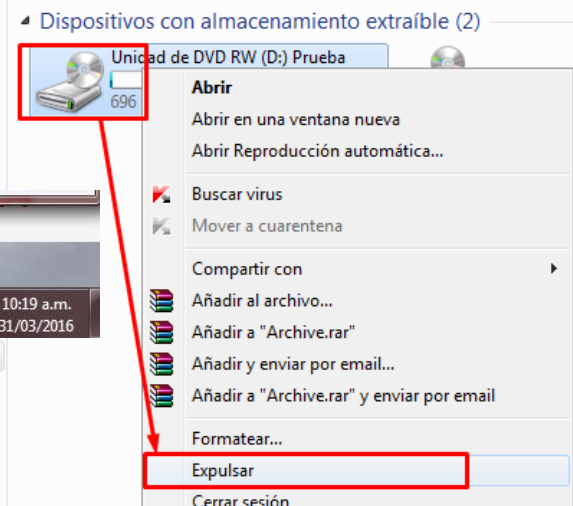 Dispositivos con almacenamiento extraíble (2)
Unidad de DVD RW (D:) Prueba
696
Abrir
Abrir en una ventana nueva
Abrir Reproducción automática...
Buscar virus
Mover a cuarentena
Compartir con
Añadir al archivo...
Añadir a "Archive.rar"
Añadir y enviar por email...
Añadir a "Archive.rar" y enviar por email
Formatear...
Expulsar
Cerrar sesión
10:19 a.m.
31/03/2016